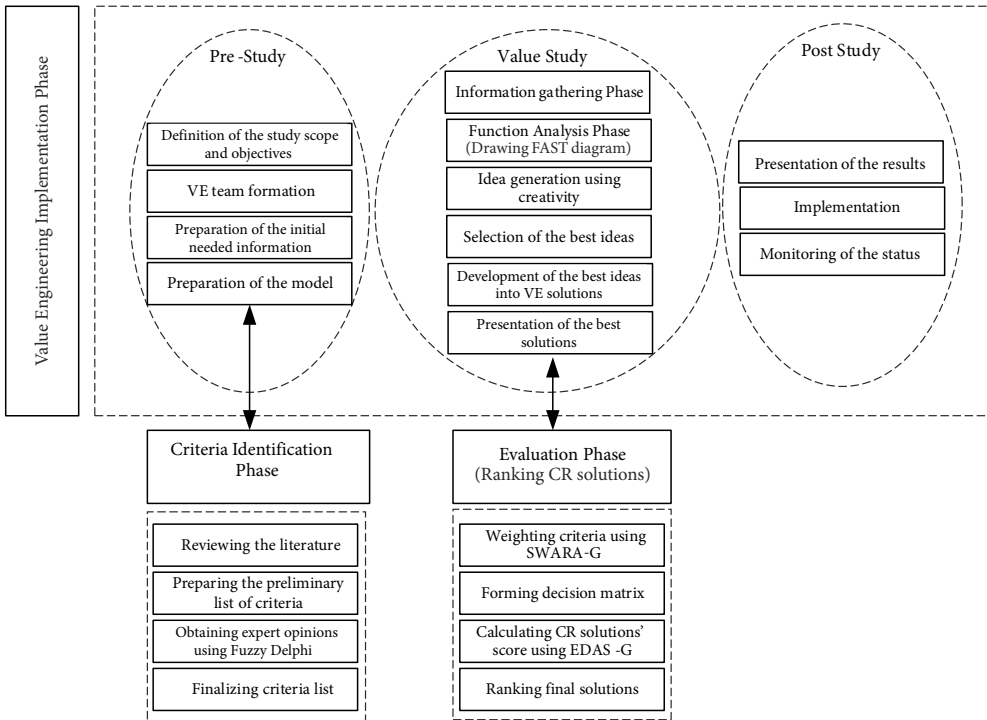 Value Engineering Implementation Phase
Pre -Study
Definition of the study scope
and objectives
VE team formation
Preparation of the initial
needed information
Preparation of the model
Value Study
Information gathering Phase
Function Analysis Phase
(Drawing FAST diagram)
Idea generation using
creativity
Selection of the best ideas
Development of the best ideas
into VE solutions
Presentation of the best
solutions
Post Study
Presentation of the results
Implementation
Monitoring of the status
Criteria Identification
Phase
Reviewing the literature
Preparing the preliminary
list of criteria
Obtaining expert opinions
using Fuzzy Delphi
Finalizing criteria list
Evaluation Phase
(Ranking CR solutions)
Weighting criteria using
SWARA-G
Forming decision matrix
Calculating CR solutions’
score using EDAS -G
Ranking final solutions